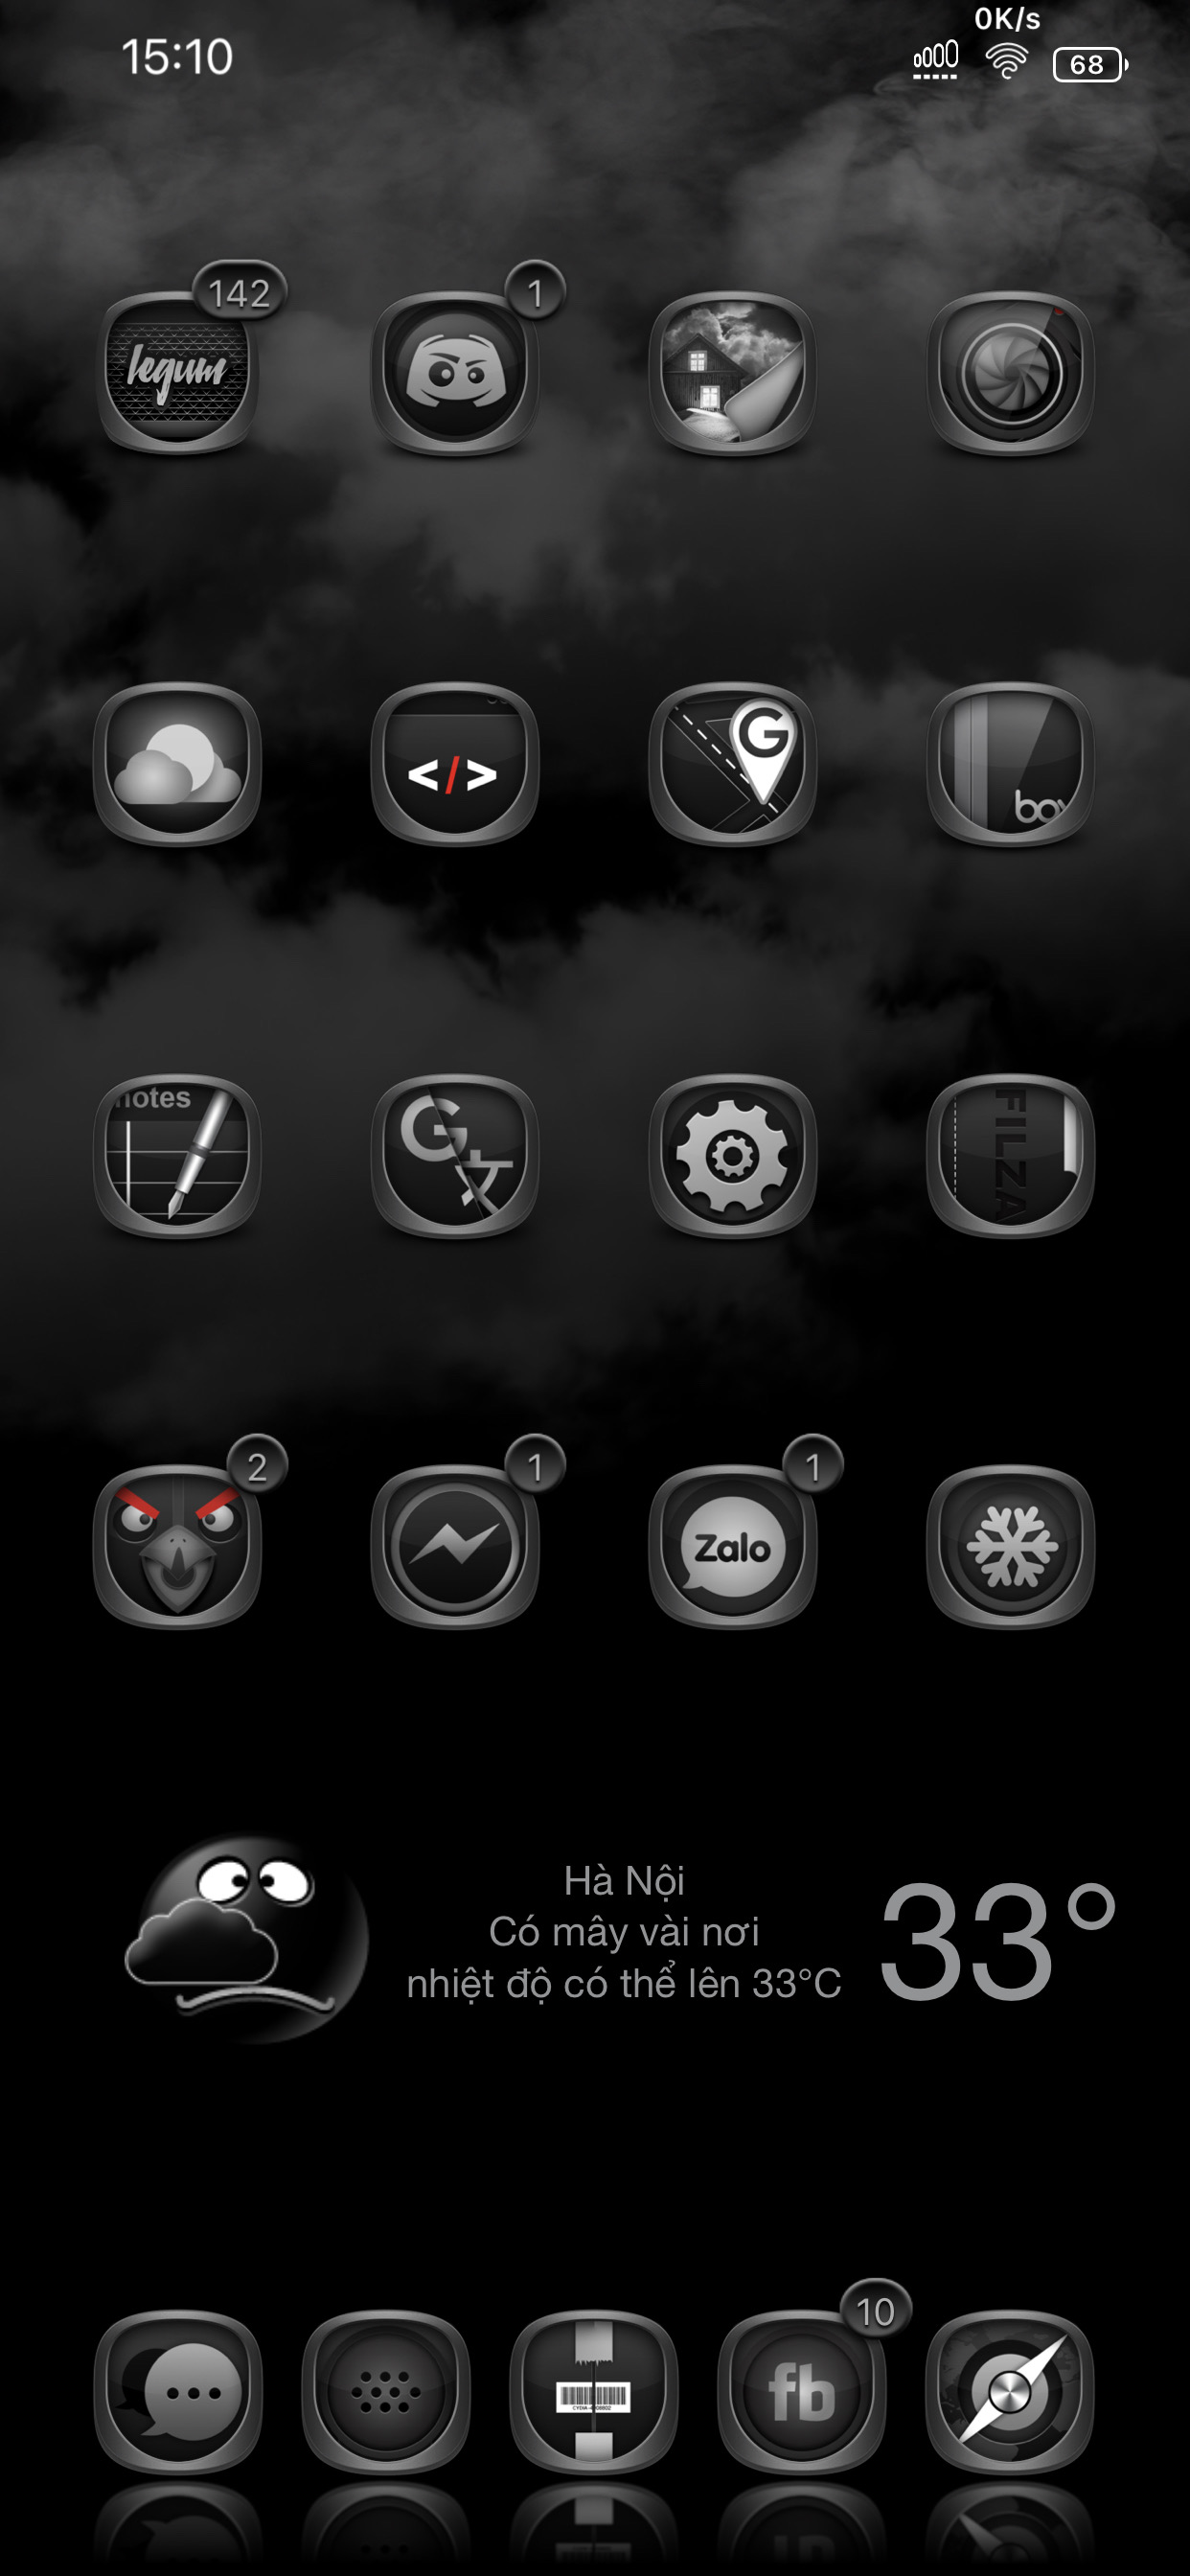 0K/s
15:10
68
142
1
legum
G
box
notes
G
文
FILZA
2
1
1
Zalo
Hà Nội
Có mây vài nơi
nhiệt độ có thể lên 33°C
33°
10
fb